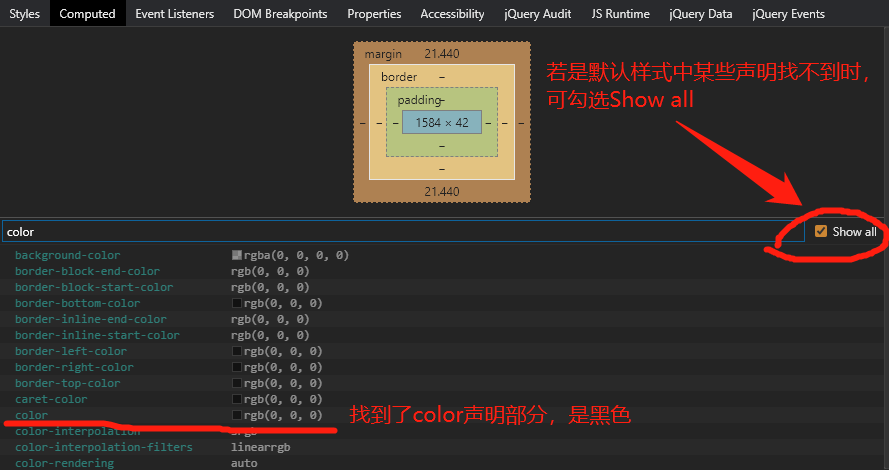 Styles Computed Event Listeners DOM Breakpoints Properties Accessibility jQuery Audit JS Runtime jQuery Data jQuery Events
margin 21.440
border –
padding –
– – – 1584 × 42 – – –
–
–
21.440
若是默认样式中某些声明找不到时，
可勾选Show all
color Show all
background-color rgba(0, 0, 0, 0)
border-block-end-color rgb(0, 0, 0)
border-block-start-color rgb(0, 0, 0)
border-bottom-color rgb(0, 0, 0)
border-inline-end-color rgb(0, 0, 0)
border-inline-start-color rgb(0, 0, 0)
border-left-color rgb(0, 0, 0)
border-right-color rgb(0, 0, 0)
border-top-color rgb(0, 0, 0)
caret-color rgb(0, 0, 0)
color rgb(0, 0, 0)
找到了color声明部分，是黑色
color-interpolation srgb
color-interpolation-filters linearrgb
color-rendering auto